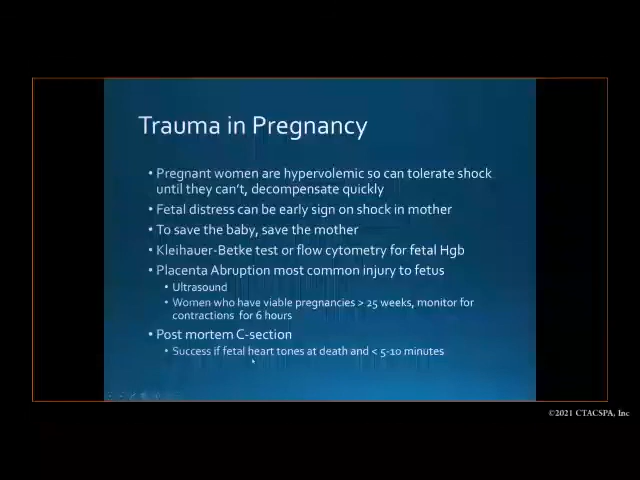 Trauma in Pregnancy
• Pregnant women are hypervolemic so can tolerate shock
until they can't, decompensate quickly
• Fetal distress can be early sign on shock in mother
• To save the baby, save the mother
• Kleihauer-Betke test or flow cytometry for fetal Hgb
• Placenta Abruption most common injury to fetus
• Ultrasound
• Women who have viable pregnancies > 25 weeks, monitor for
contractions for 6 hours
• Post mortem C-section
• Success if fetal heart tones at death and < 5-10 minutes
©2021 CTACSPA, Inc